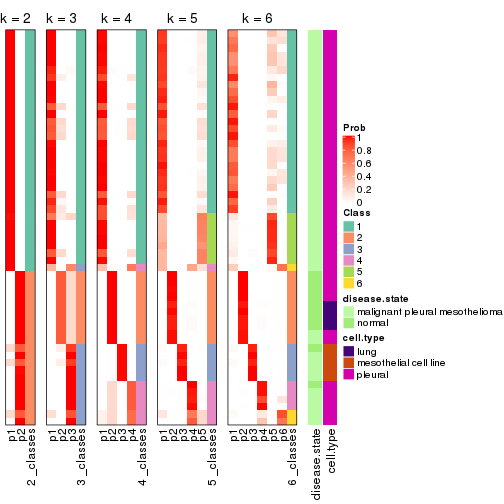 k = 2 k = 3 k = 4 k = 5 k = 6
Prob
1
0.8
0.6
0.4
0.2
0
Class
1
2
3
4
5
6
disease.state
malignant pleural mesothelioma
normal
cell.type
lung
mesothelial cell line
pleural
p1
p2
2_classes
p1
p2
p3
3_classes
p1
p2
p3
p4
4_classes
p1
p2
p3
p4
p5
5_classes
p1
p2
p3
p4
p5
p6
6_classes
disease.state
cell.type